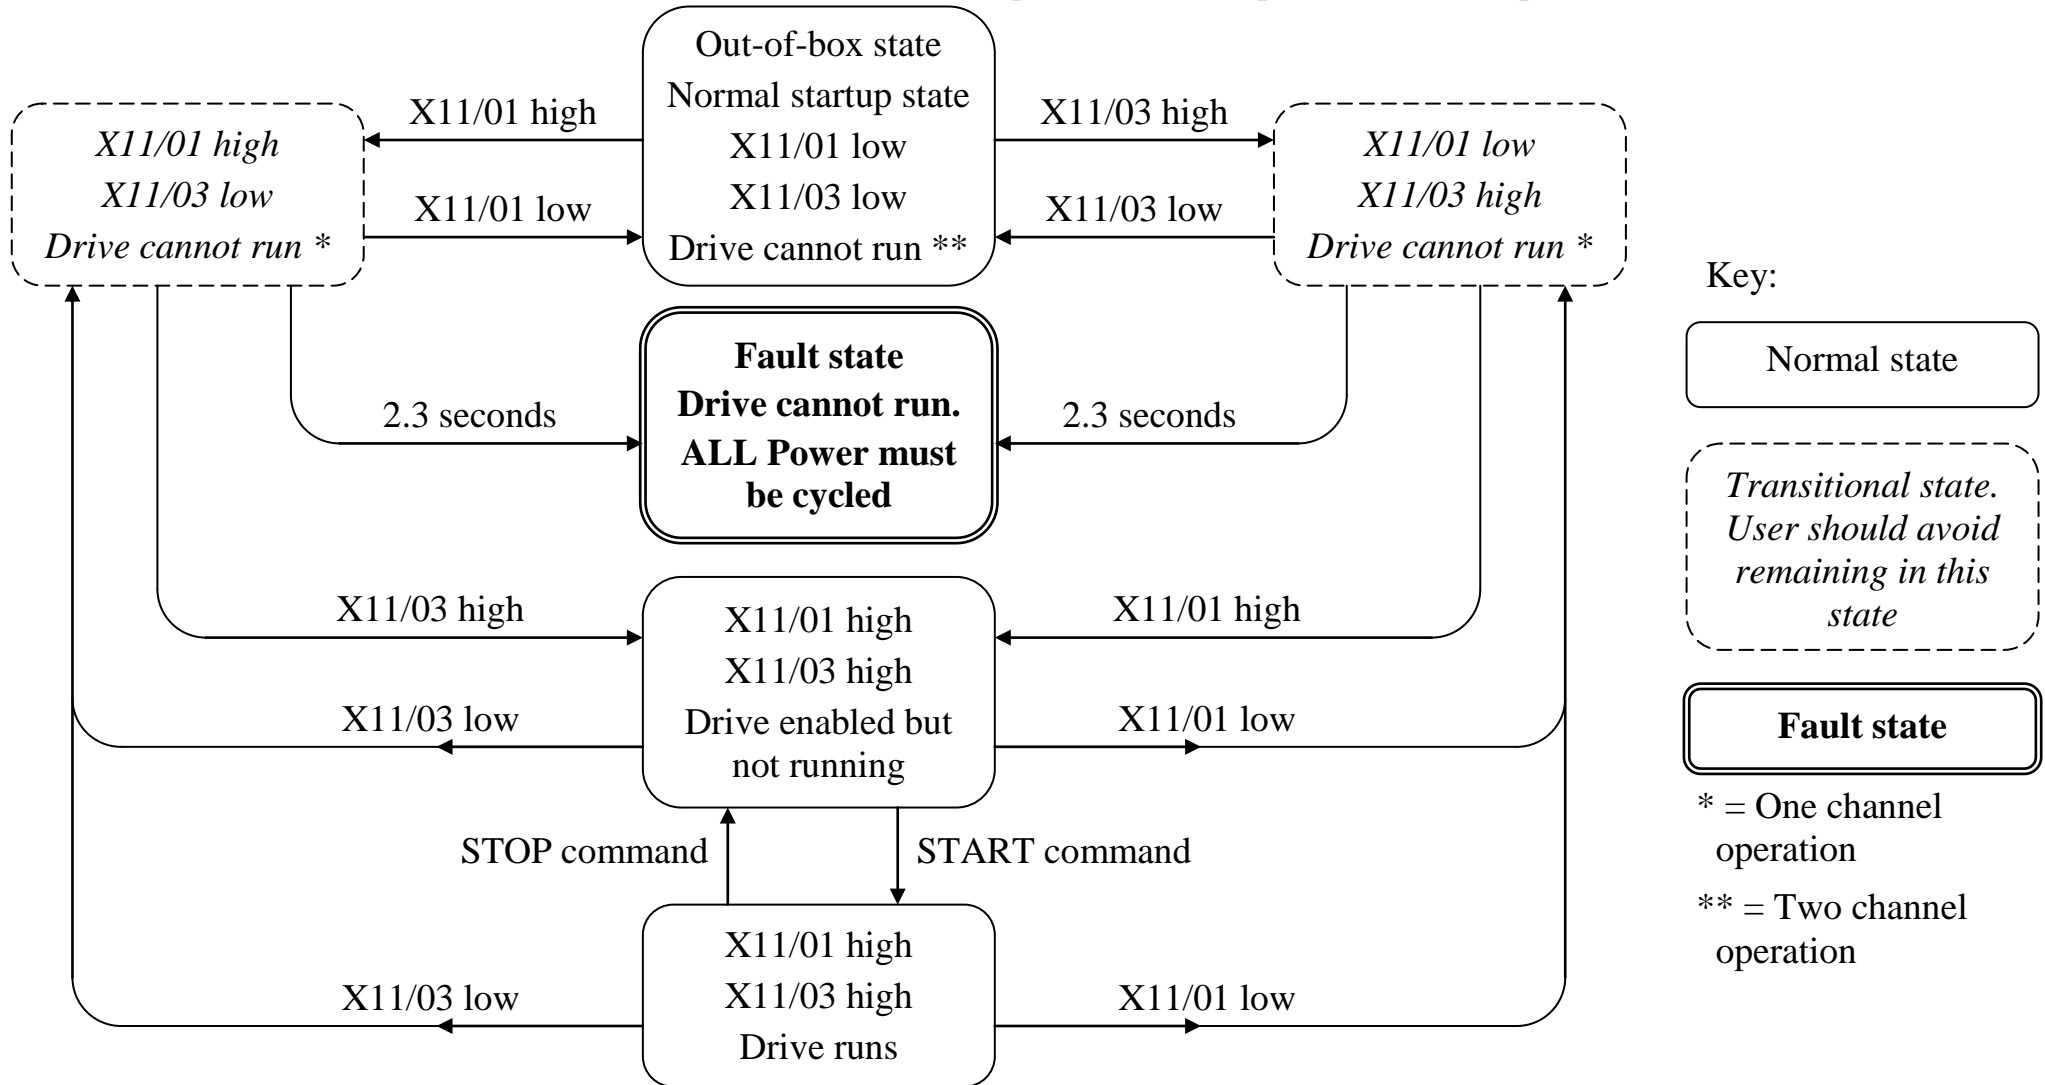 Out-of-box state
Normal startup state
X11/01 low
X11/03 low
Drive cannot run **
X11/01 high
X11/01 low
X11/03 high
X11/03 low
X11/01 high
X11/03 low
Drive cannot run *
X11/01 low
X11/03 high
Drive cannot run *
Fault state
Drive cannot run.
ALL Power must
be cycled
2.3 seconds
2.3 seconds
X11/03 high
X11/01 high
X11/01 high
X11/03 high
Drive enabled but
not running
X11/03 low
X11/01 low
STOP command
START command
X11/01 high
X11/03 high
Drive runs
X11/03 low
X11/01 low
Key:
Normal state
Transitional state.
User should avoid
remaining in this
state
Fault state
* = One channel
operation
** = Two channel
operation